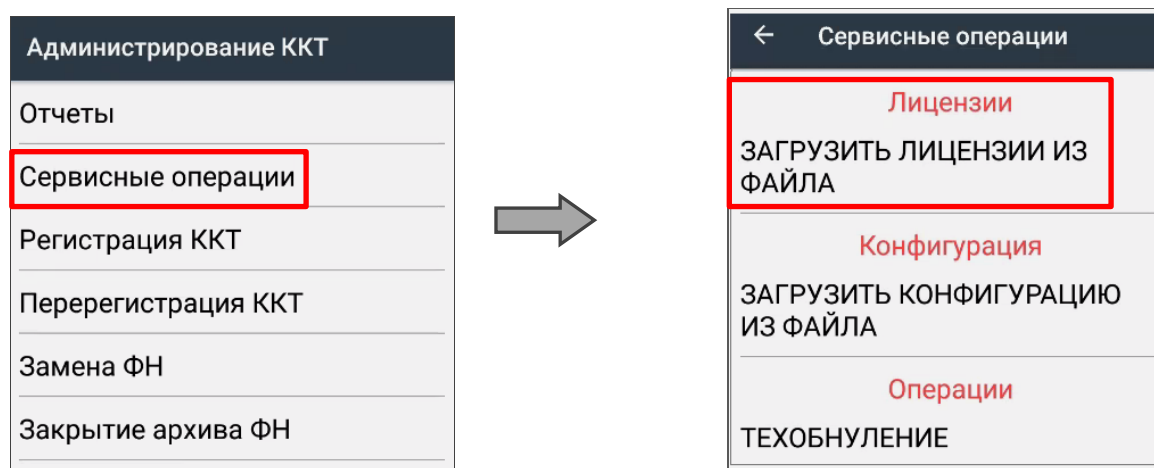 Администрирование ККТ
Отчеты
Сервисные операции
Регистрация ККТ
Перерегистрация ККТ
Замена ФН
Закрытие архива ФН
Сервисные операции
Лицензии
ЗАГРУЗИТЬ ЛИЦЕНЗИИ ИЗ
ФАЙЛА
Конфигурация
ЗАГРУЗИТЬ КОНФИГУРАЦИЮ
ИЗ ФАЙЛА
Операции
ТЕХОБНУЛЕНИЕ